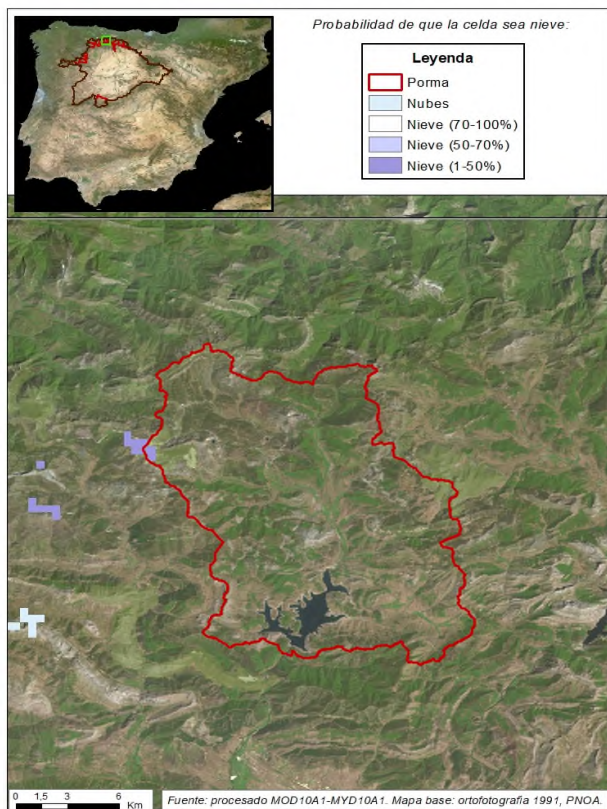 Probabilidad de que la celda sea nieve:
Leyenda
Porma
Nubes
Nieve (70-100%)
Nieve (50-70%)
Nieve (1-50%)
0 1,5 3 6
Km
Fuente: procesado MOD10A1-MYD10A1. Mapa base: ortofotografia 1991, PNOA